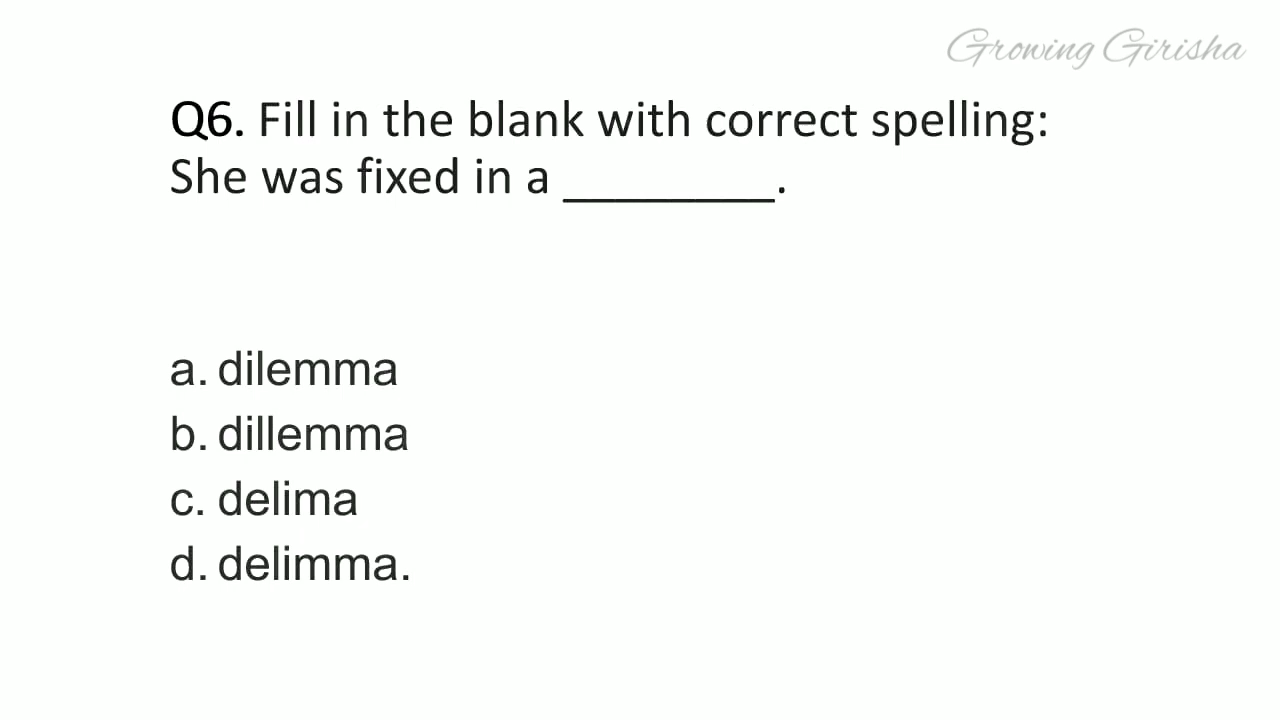 Growing Girisha
Q6. Fill in the blank with correct spelling:
She was fixed in a ________.
a. dilemma
b. dillemma
c. delima
d. delimma.